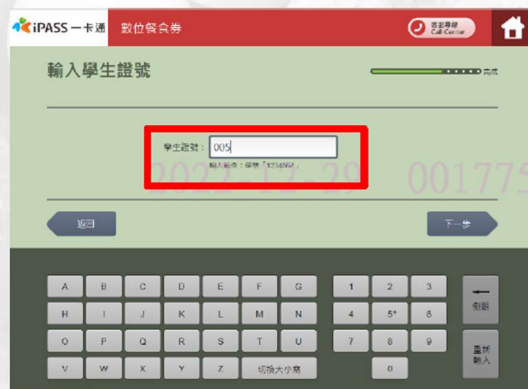 iPASS 一卡通 數位餐食券 客服專線 Call Center
輸入學生證號 完成
學生證號： 005
輸入範例：學號「1234567」
2022-12-29 001775
返回 下一步
A B C D E F G 1 2 3 倒退
H I J K L M N 4 5* 6
O P Q R S T U 7 8 9 重新輸入
V W X Y Z 切換大小寫 0